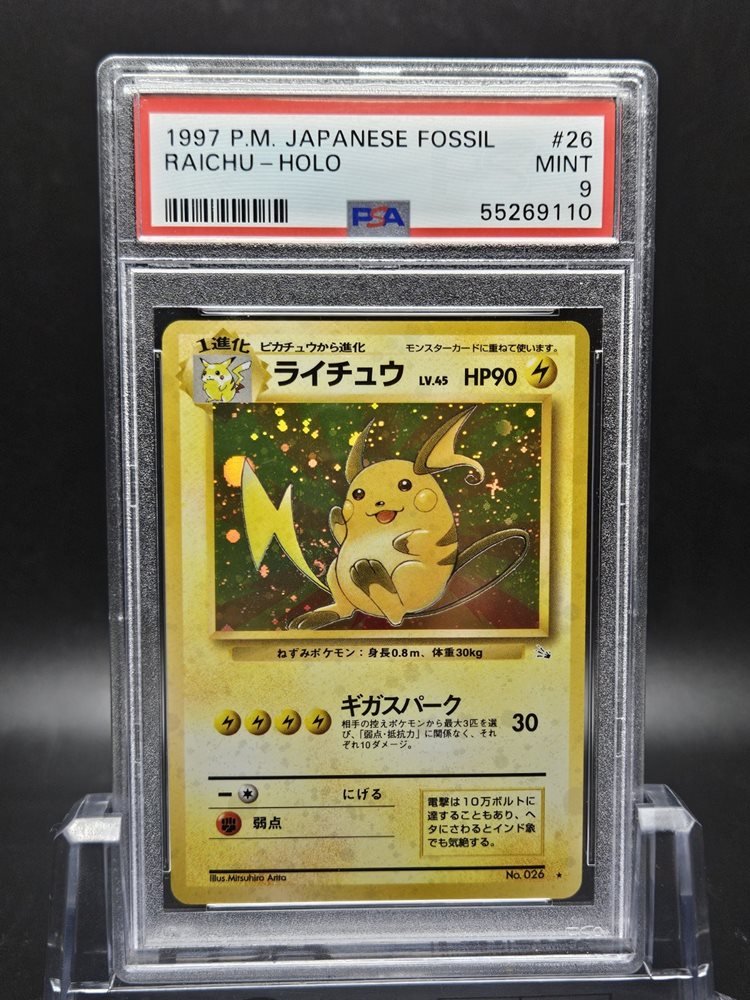 1997 P.M. JAPANESE FOSSIL #26
RAICHU – HOLO MINT
9
PSA 55269110
1進化 ピカチュウから進化 モンスターカードに重ねて使います。
ライチュウ LV.45 HP90
ねずみポケモン：身長0.8m、体重30kg
ギガスパーク 30
相手の控えポケモンから最大3匹を選
び、「弱点・抵抗力」に関係なく、それ
ぞれ10ダメージ。
ー にげる
弱点
電撃は10万ボルトに
達することもあり、ヘ
タにさわるとインド象
でも気絶する。
Illus. Mitsuhiro Arita No. 026 ★